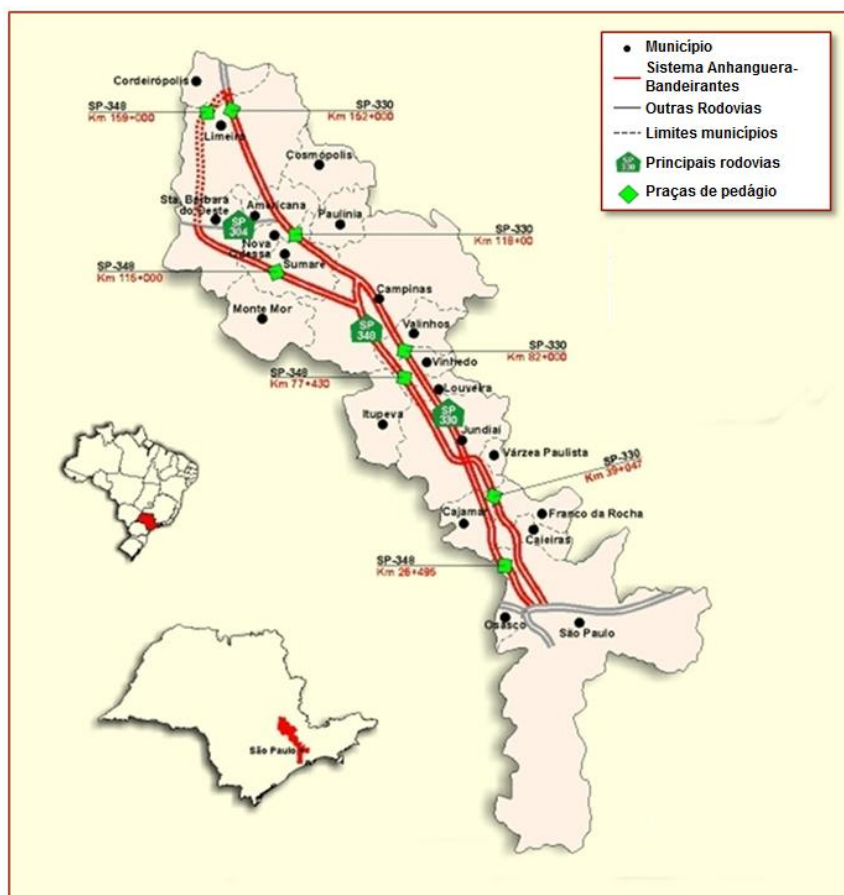 Município
Sistema Anhanguera-
Bandeirantes
Outras Rodovias
Limites municípios
SP
330
Principais rodovias
Praças de pedágio
Cordeirópolis
SP-348
Km 159+000
SP-330
Km 152+000
Limeira
Cosmópolis
Sta. Bárbara
do Oeste
Americana
Paulínia
SP
304
Nova
Odessa
SP-330
Km 118+00
Sumaré
SP-348
Km 115+000
Campinas
Monte Mor
SP
348
Valinhos
SP-330
Km 82+000
Vinhedo
SP-348
Km 77+430
Louveira
Itupeva
SP
330
Jundiaí
Várzea Paulista
SP-330
Km 39+047
Cajamar
Franco da Rocha
Caieiras
SP-348
Km 26+495
Osasco
São Paulo
São Paulo